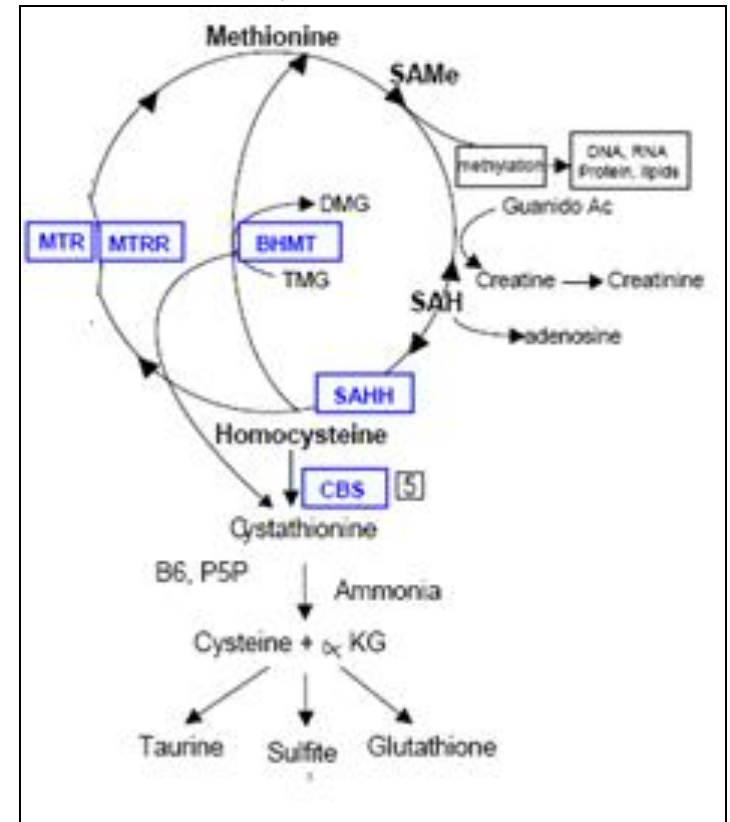 Methionine
SAMe
methylation
DNA, RNA
Protein, lipids
Guanido Ac
DMG
MTR
MTRR
BHMT
TMG
Creatine
Creatinine
SAH
adenosine
SAHH
Homocysteine
CBS
5
Cystathionine
B6, P5P
Ammonia
Cysteine + ∝ KG
Taurine
Sulfite
Glutathione